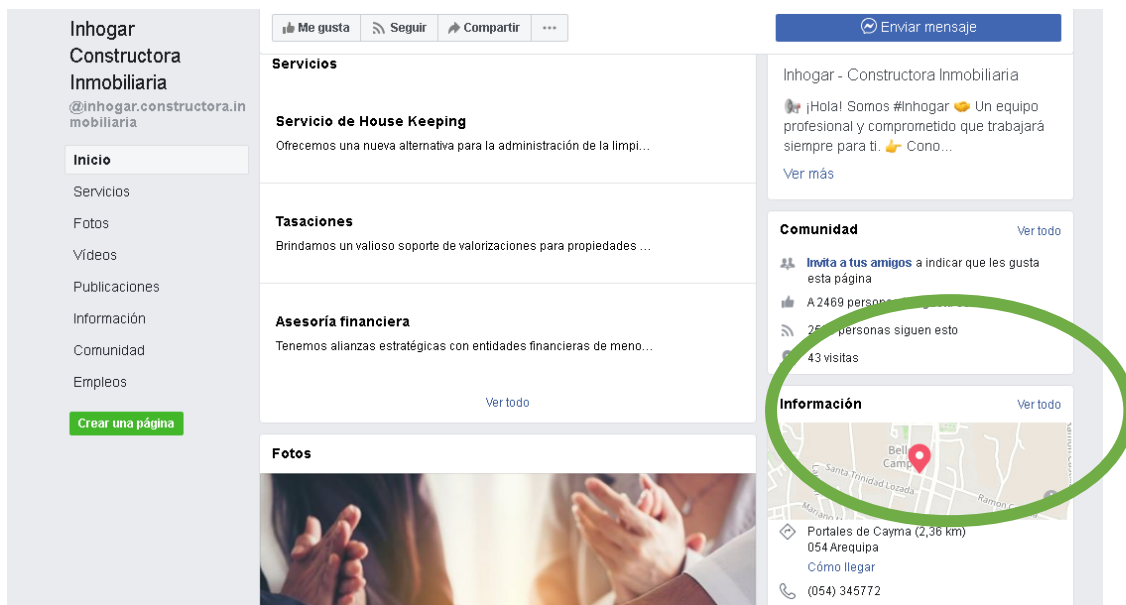 Inhogar
Constructora
Inmobiliaria
@inhogar.constructora.in
mobiliaria
Inicio
Servicios
Fotos
Vídeos
Publicaciones
Información
Comunidad
Empleos
Crear una página
Me gusta
Seguir
Compartir
Servicios
Servicio de House Keeping
Ofrecemos una nueva alternativa para la administración de la limpi...
Tasaciones
Brindamos un valioso soporte de valorizaciones para propiedades ...
Asesoría financiera
Tenemos alianzas estratégicas con entidades financieras de meno...
Ver todo
Fotos
Enviar mensaje
Inhogar - Constructora Inmobiliaria
¡Hola! Somos #Inhogar Un equipo
profesional y comprometido que trabajará
siempre para ti. Cono...
Ver más
Comunidad
Ver todo
Invita a tus amigos a indicar que les gusta
esta página
A 2469
personas siguen esto
43 visitas
Información
Ver todo
Santa Trinidad Lozada
Ramon
Portales de Cayma (2,36 km)
054 Arequipa
Cómo llegar
(054) 345772